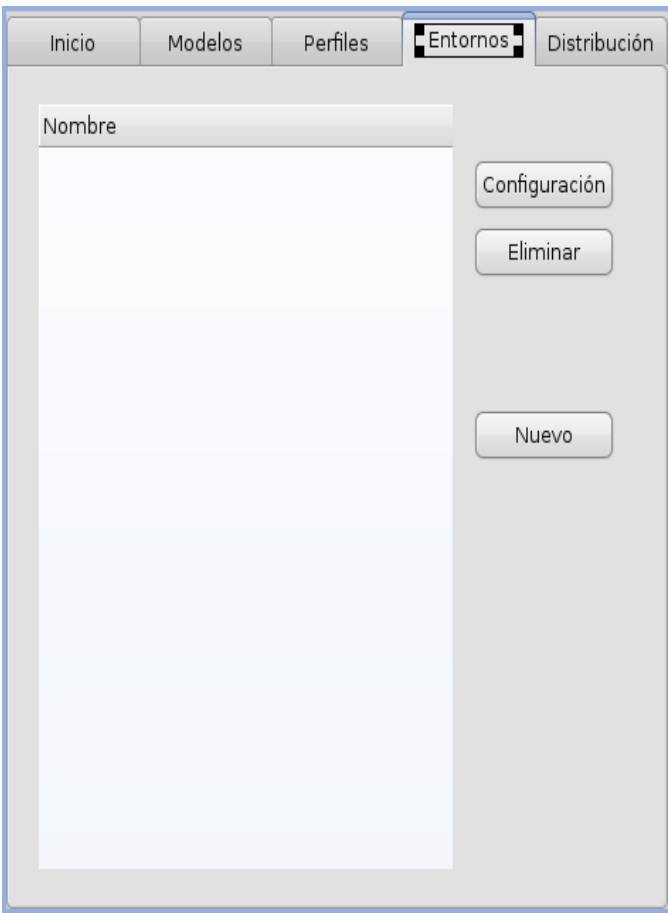 Inicio Modelos Perfiles Entornos Distribución
Nombre
Configuración
Eliminar
Nuevo